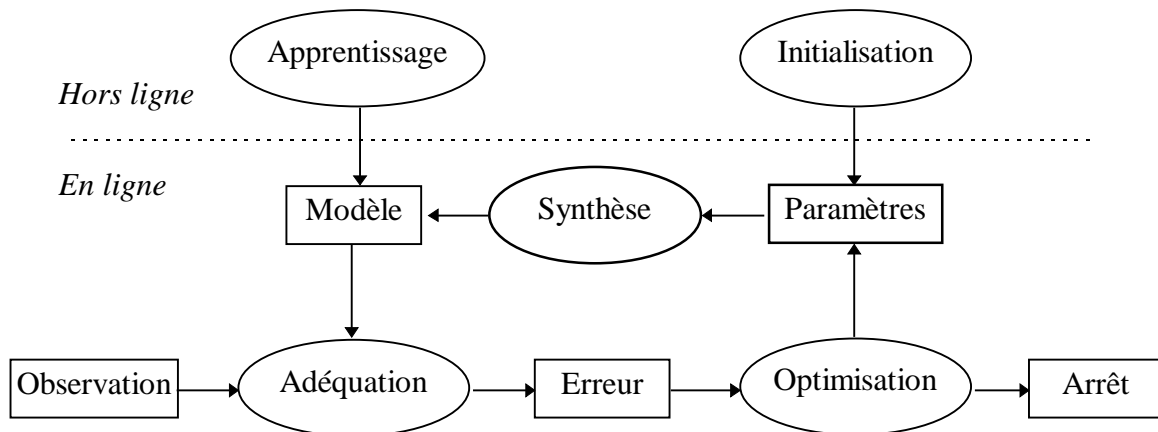 Apprentissage
Initialisation
Hors ligne
En ligne
Modèle
Synthèse
Paramètres
Observation
Adéquation
Erreur
Optimisation
Arrêt